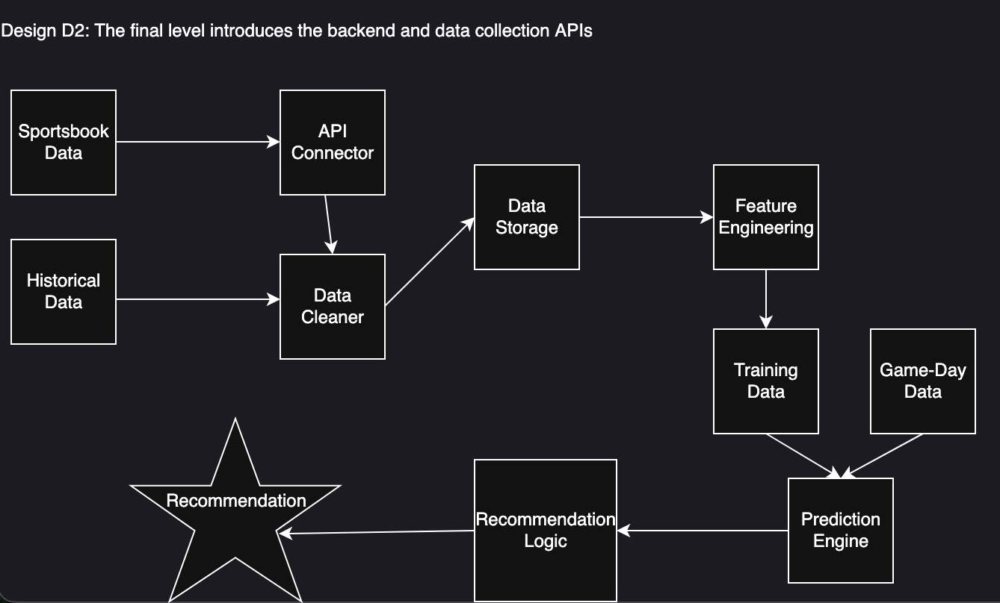 Design D2: The final level introduces the backend and data collection APIs
Sportsbook
Data
API
Connector
Historical
Data
Data
Cleaner
Data
Storage
Feature
Engineering
Training
Data
Game-Day
Data
Prediction
Engine
Recommendation
Logic
Recommendation